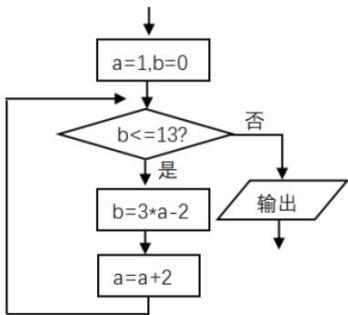 a=1,b=0
b<=13?
否
是
b=3*a-2
输出
a=a+2